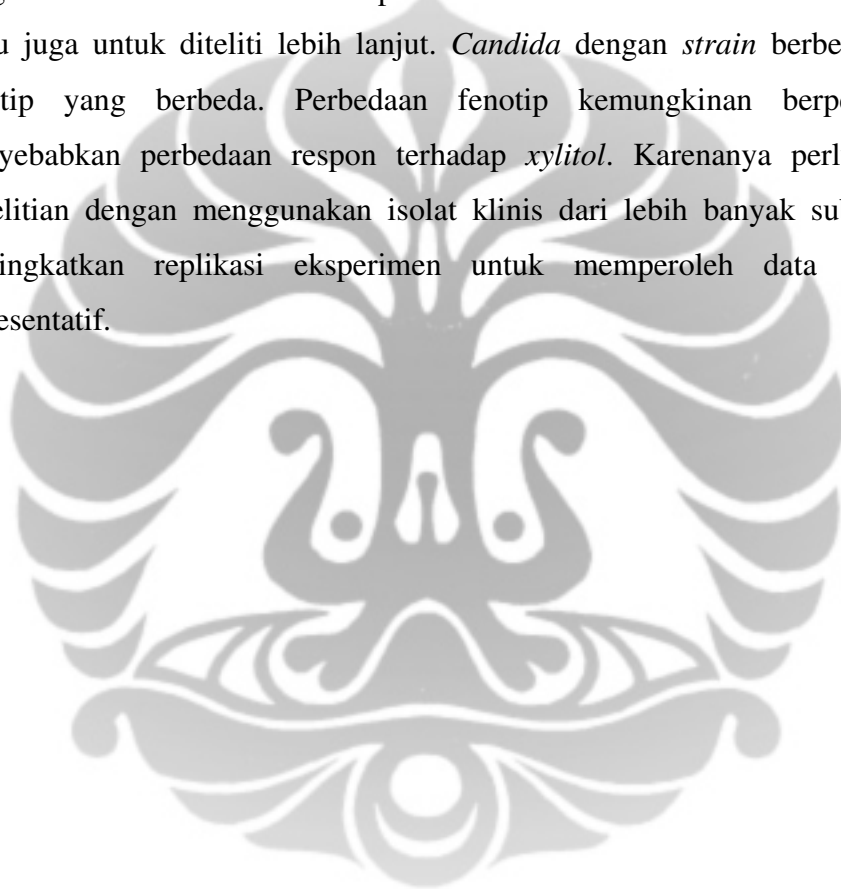 u juga untuk diteliti lebih lanjut. Candida dengan strain berbe
tip yang berbeda. Perbedaan fenotip kemungkinan berpe
yebabkan perbedaan respon terhadap xylitol. Karenanya perl
elitian dengan menggunakan isolat klinis dari lebih banyak su
ingkatkan replikasi eksperimen untuk memperoleh data
esentatif.